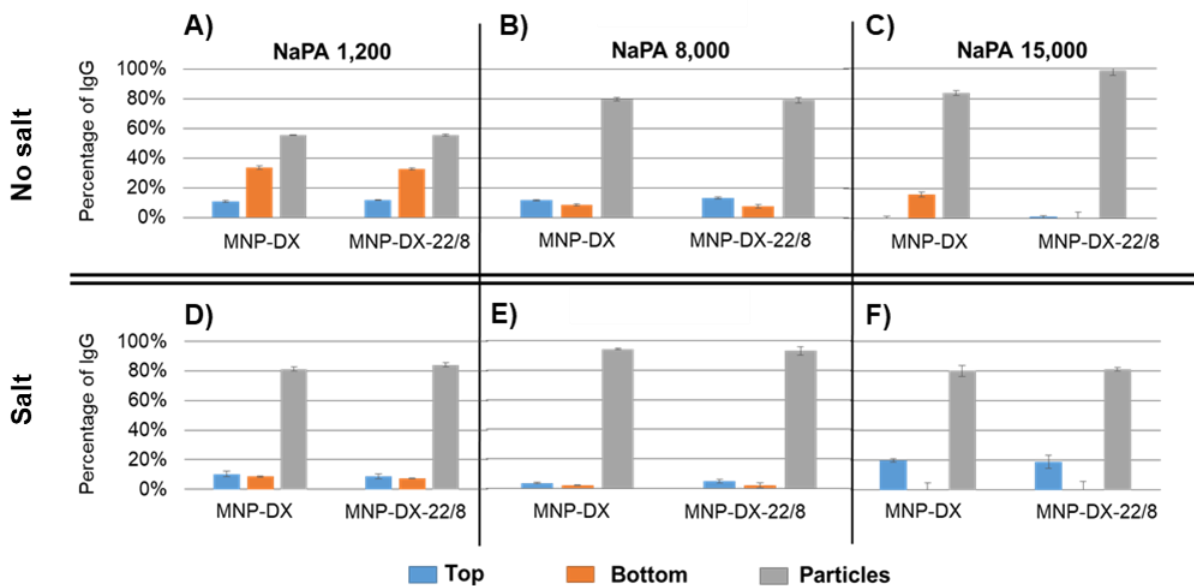 A)
B)
C)
NaPA 1,200
NaPA 8,000
NaPA 15,000
No salt
Percentage of IgG
100%
80%
60%
40%
20%
0%
MNP-DX
MNP-DX-22/8
MNP-DX
MNP-DX-22/8
MNP-DX
MNP-DX-22/8
D)
E)
F)
Salt
Percentage of IgG
100%
80%
60%
40%
20%
0%
MNP-DX
MNP-DX-22/8
MNP-DX
MNP-DX-22/8
MNP-DX
MNP-DX-22/8
Top
Bottom
Particles